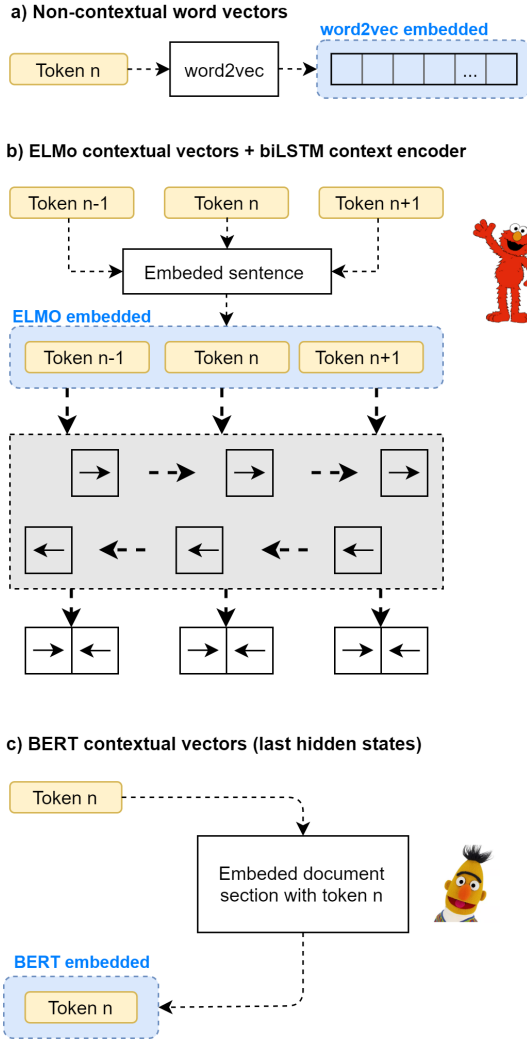 a) Non-contextual word vectors
word2vec embedded
Token n
word2vec
...
b) ELMo contextual vectors + biLSTM context encoder
Token n-1
Token n
Token n+1
Embeded sentence
ELMO embedded
Token n-1
Token n
Token n+1
c) BERT contextual vectors (last hidden states)
Token n
Embeded document
section with token n
BERT embedded
Token n